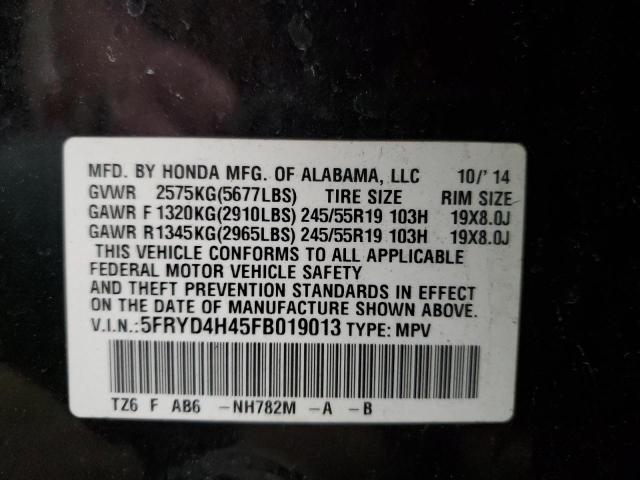 MFD. BY HONDA MFG. OF ALABAMA, LLC 10/' 14
GVWR 2575KG(5677LBS) TIRE SIZE RIM SIZE
GAWR F 1320KG(2910LBS) 245/55R19 103H 19X8.0J
GAWR R1345KG(2965LBS) 245/55R19 103H 19X8.0J
THIS VEHICLE CONFORMS TO ALL APPLICABLE
FEDERAL MOTOR VEHICLE SAFETY
AND THEFT PREVENTION STANDARDS IN EFFECT
ON THE DATE OF MANUFACTURE SHOWN ABOVE.
V.I.N.:5FRYD4H45FB019013 TYPE: MPV
TZ6 F AB6 -NH782M -A -B